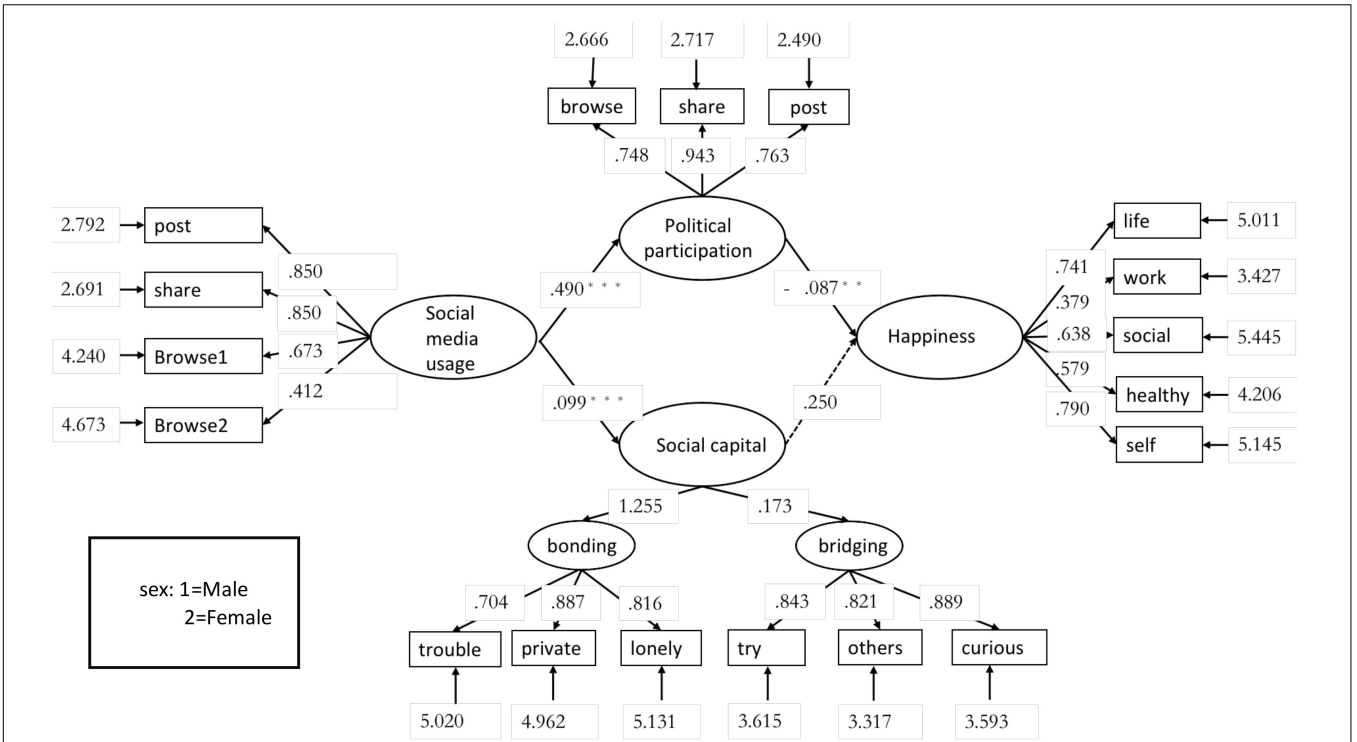 2.666
2.717
2.490
browse
share
post
.748
.943
.763
Political
participation
2.792
post
2.691
share
4.240
Browse1
4.673
Browse2
.850
.850
.673
.412
Social
media
usage
.490***
.099***
- .087**
.250
Happiness
.741
.379
.638
.579
.790
life
5.011
work
3.427
social
5.445
healthy
4.206
self
5.145
Social capital
1.255
.173
bonding
bridging
.704
.887
.816
.843
.821
.889
trouble
private
lonely
try
others
curious
5.020
4.962
5.131
3.615
3.317
3.593
sex: 1=Male
2=Female